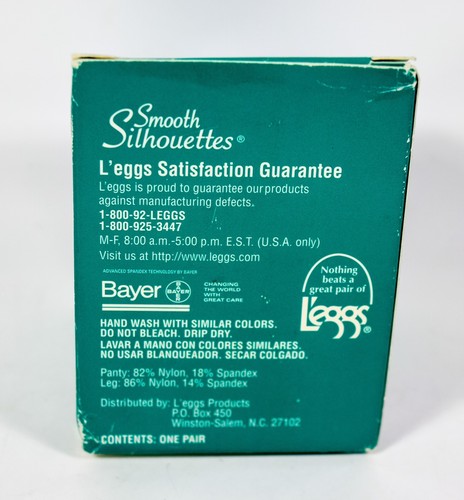 Smooth
Silhouettes®
L'eggs Satisfaction Guarantee
L'eggs is proud to guarantee our products
against manufacturing defects.
1-800-92-LEGGS
1-800-925-3447
M-F, 8:00 a.m.-5:00 p.m. E.S.T. (U.S.A. only)
Visit us at http://www.leggs.com
ADVANCED SPANDEX TECHNOLOGY BY BAYER
Bayer
BAYER
CHANGING
THE WORLD
WITH
GREAT CARE
Nothing
beats a
great pair of
L'eggs®
HAND WASH WITH SIMILAR COLORS.
DO NOT BLEACH. DRIP DRY.
LAVAR A MANO CON COLORES SIMILARES.
NO USAR BLANQUEADOR. SECAR COLGADO.
Panty: 82% Nylon, 18% Spandex
Leg: 86% Nylon, 14% Spandex
Distributed by: L'eggs Products
P.O. Box 450
Winston-Salem, N.C. 27102
CONTENTS: ONE PAIR